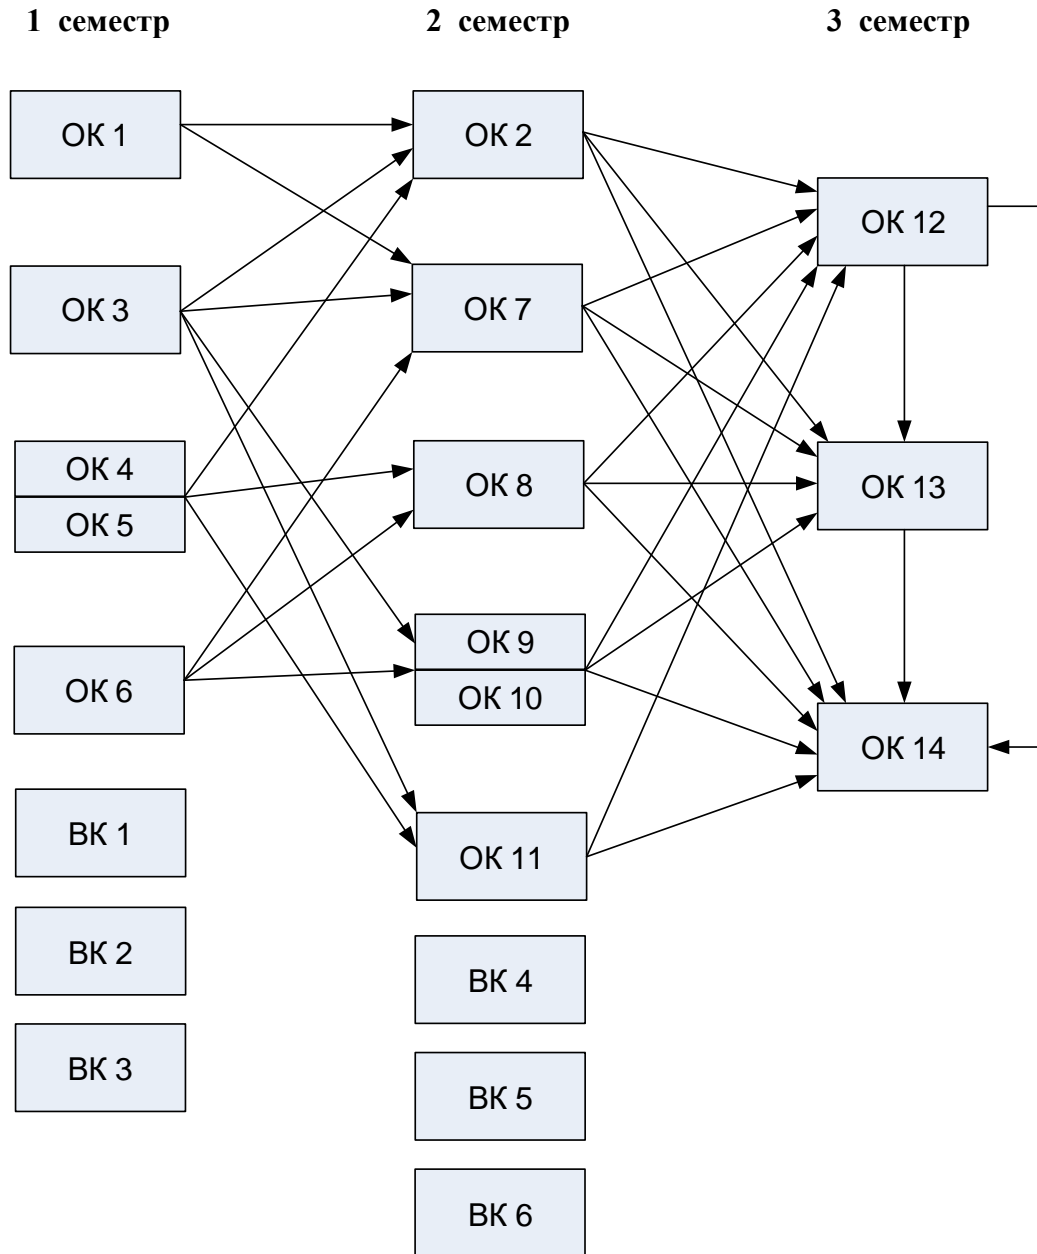 1 семестр
2 семестр
3 семестр
ОК 1
ОК 2
ОК 12
ОК 3
ОК 7
ОК 4
ОК 5
ОК 8
ОК 13
ОК 6
ОК 9
ОК 10
ОК 14
ВК 1
ОК 11
ВК 2
ВК 4
ВК 3
ВК 5
ВК 6